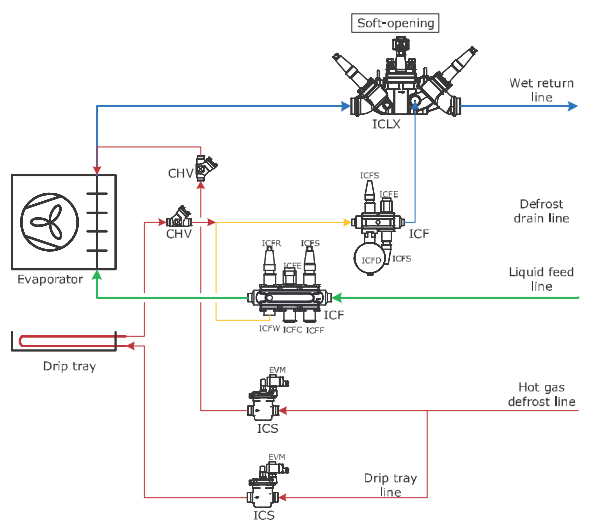 Soft-opening
Wet return
line
ICLX
CHV
ICFS
ICFE
CHV
ICF
Defrost
drain line
ICFD
ICFS
ICFR
ICFS
ICFE
Evaporator
Liquid feed
line
ICF
ICFW
ICFC
ICFF
Drip tray
EVM
Hot gas
defrost line
ICS
EVM
Drip tray
line
ICS